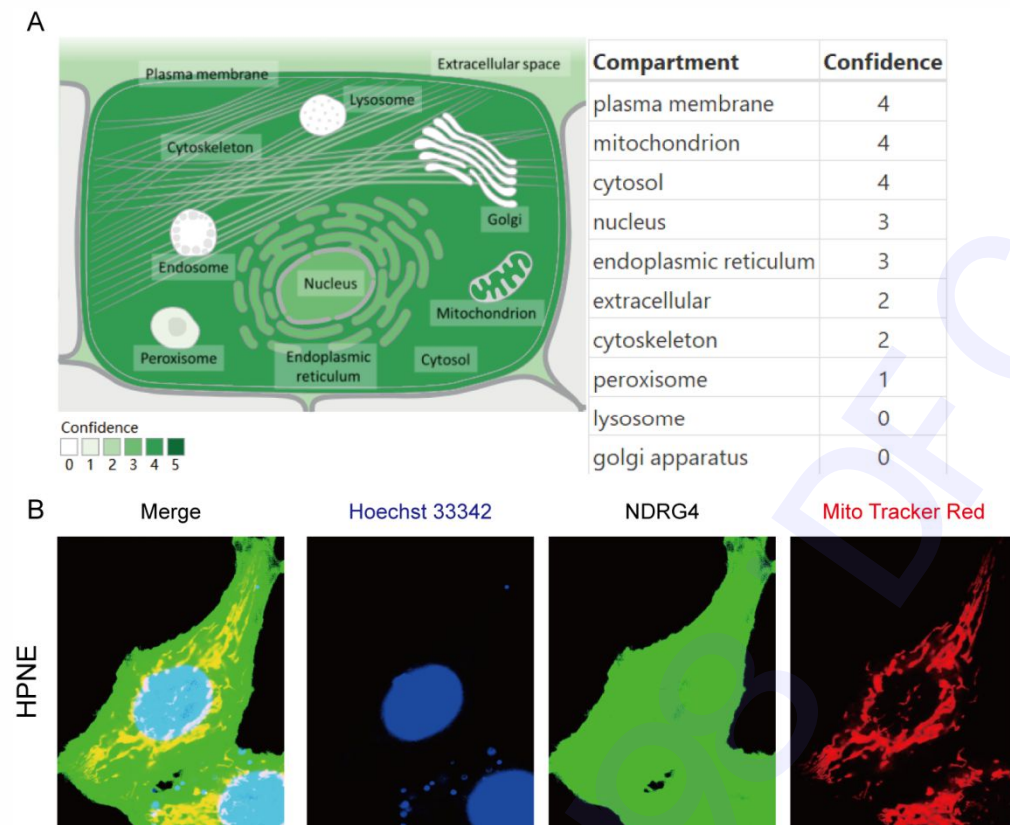 A
Plasma membrane
Extracellular space
Lysosome
Cytoskeleton
Golgi
Endosome
Nucleus
Mitochondrion
Peroxisome
Endoplasmic
reticulum
Cytosol
Confidence
0 1 2 3 4 5
Compartment Confidence
plasma membrane 4
mitochondrion 4
cytosol 4
nucleus 3
endoplasmic reticulum 3
extracellular 2
cytoskeleton 2
peroxisome 1
lysosome 0
golgi apparatus 0
B
Merge Hoechst 33342 NDRG4 Mito Tracker Red
HPNE